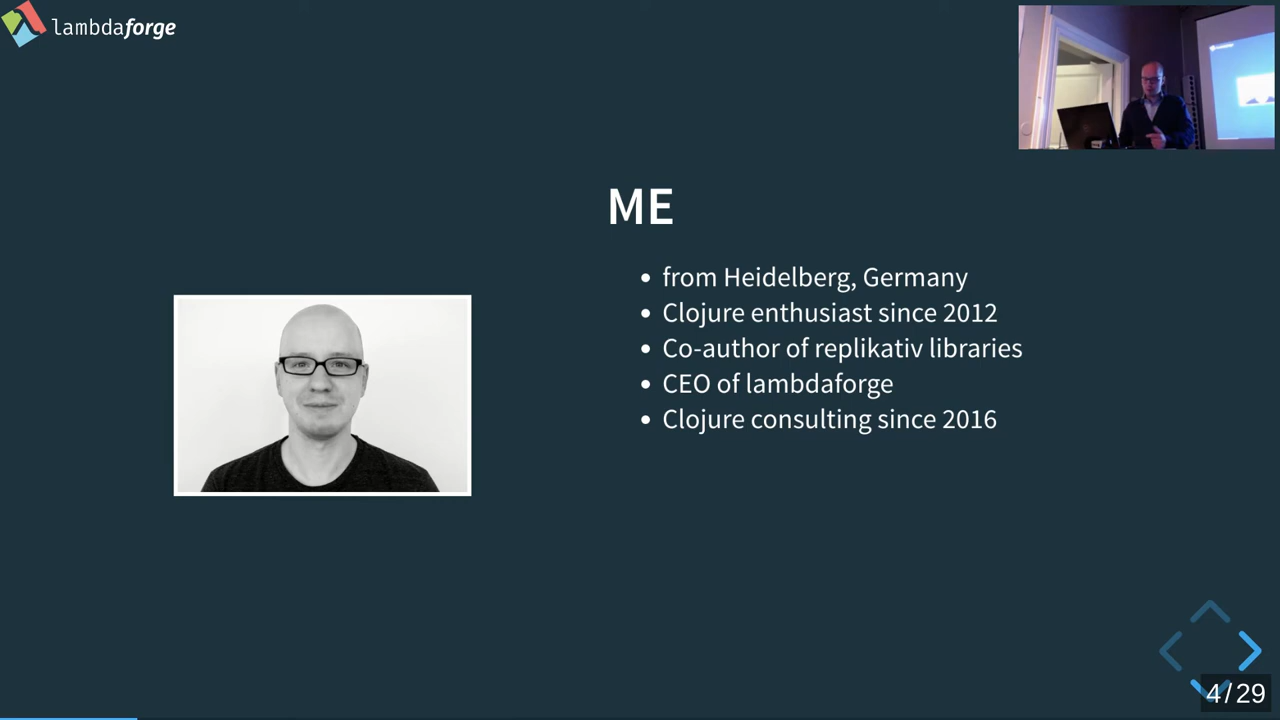 lambdaforge
ME
from Heidelberg, Germany
Clojure enthusiast since 2012
Co-author of replikativ libraries
CEO of lambdaforge
Clojure consulting since 2016
4/29